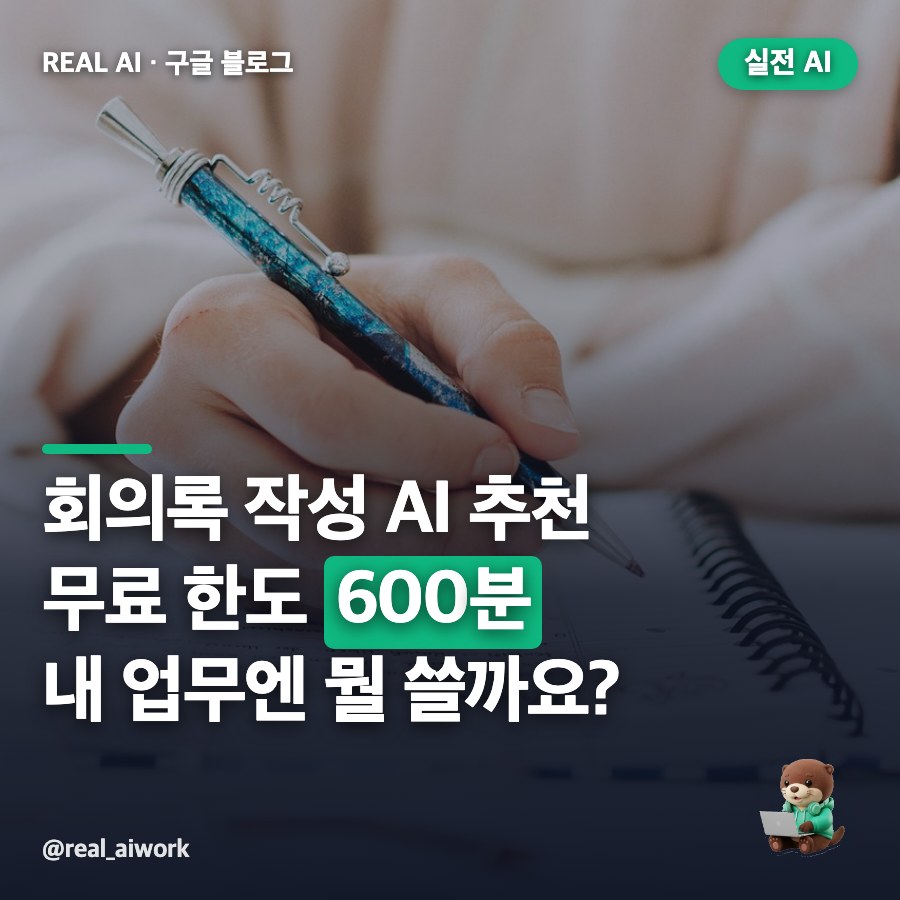 REAL AI · 구글 블로그
실전 AI
회의록 작성 AI 추천
무료 한도 600분
내 업무엔 뭘 쓸까요?
@real_aiwork